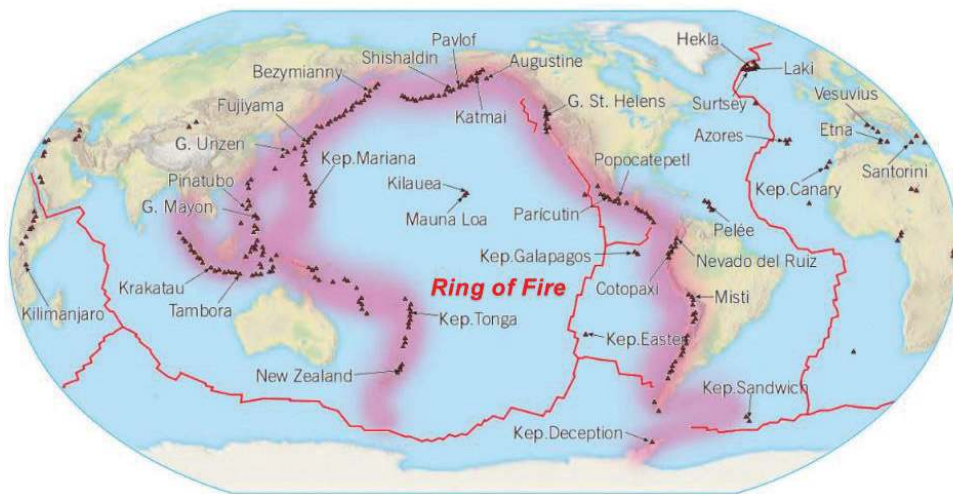 Pavlof
Shishaldin
Augustine
Bezymianny
Katmai
Fujiyama
G. Unzen
Kep.Mariana
Pinatubo
G. Mayon
Kilauea
Mauna Loa
G. St. Helens
Popocatepetl
Parícutin
Hekla
Laki
Surtsey
Vesuvius
Azores
Etna
Kep.Canary
Santorini
Pelée
Kep.Galapagos
Nevado del Ruiz
Krakatau
Tambora
Kilimanjaro
Ring of Fire
Cotopaxi
Misti
Kep.Tonga
Kep.Easter
New Zealand
Kep.Sandwich
Kep.Deception